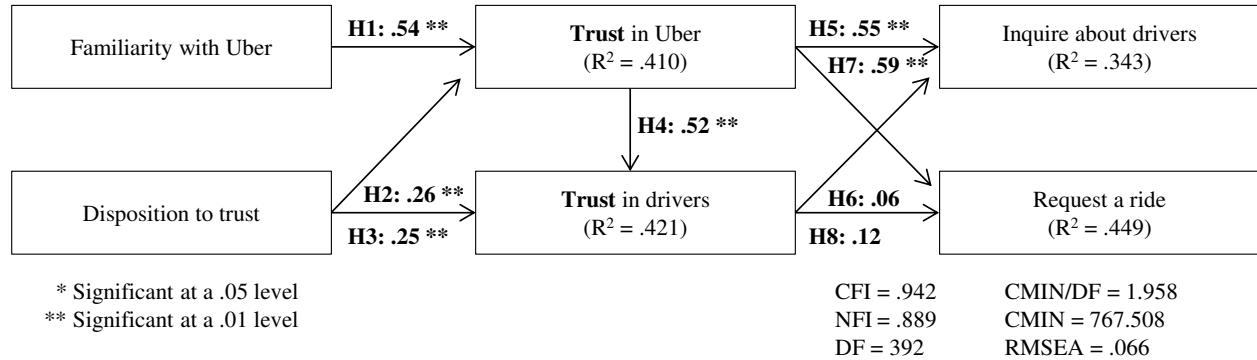 Familiarity with Uber
H1: .54 **
Trust in Uber
(R² = .410)
H5: .55 **
H7: .59 **
Inquire about drivers
(R² = .343)
H4: .52 **
Disposition to trust
H2: .26 **
H3: .25 **
Trust in drivers
(R² = .421)
H6: .06
H8: .12
Request a ride
(R² = .449)
* Significant at a .05 level
** Significant at a .01 level
CFI = .942
NFI = .889
DF = 392
CMIN/DF = 1.958
CMIN = 767.508
RMSEA = .066